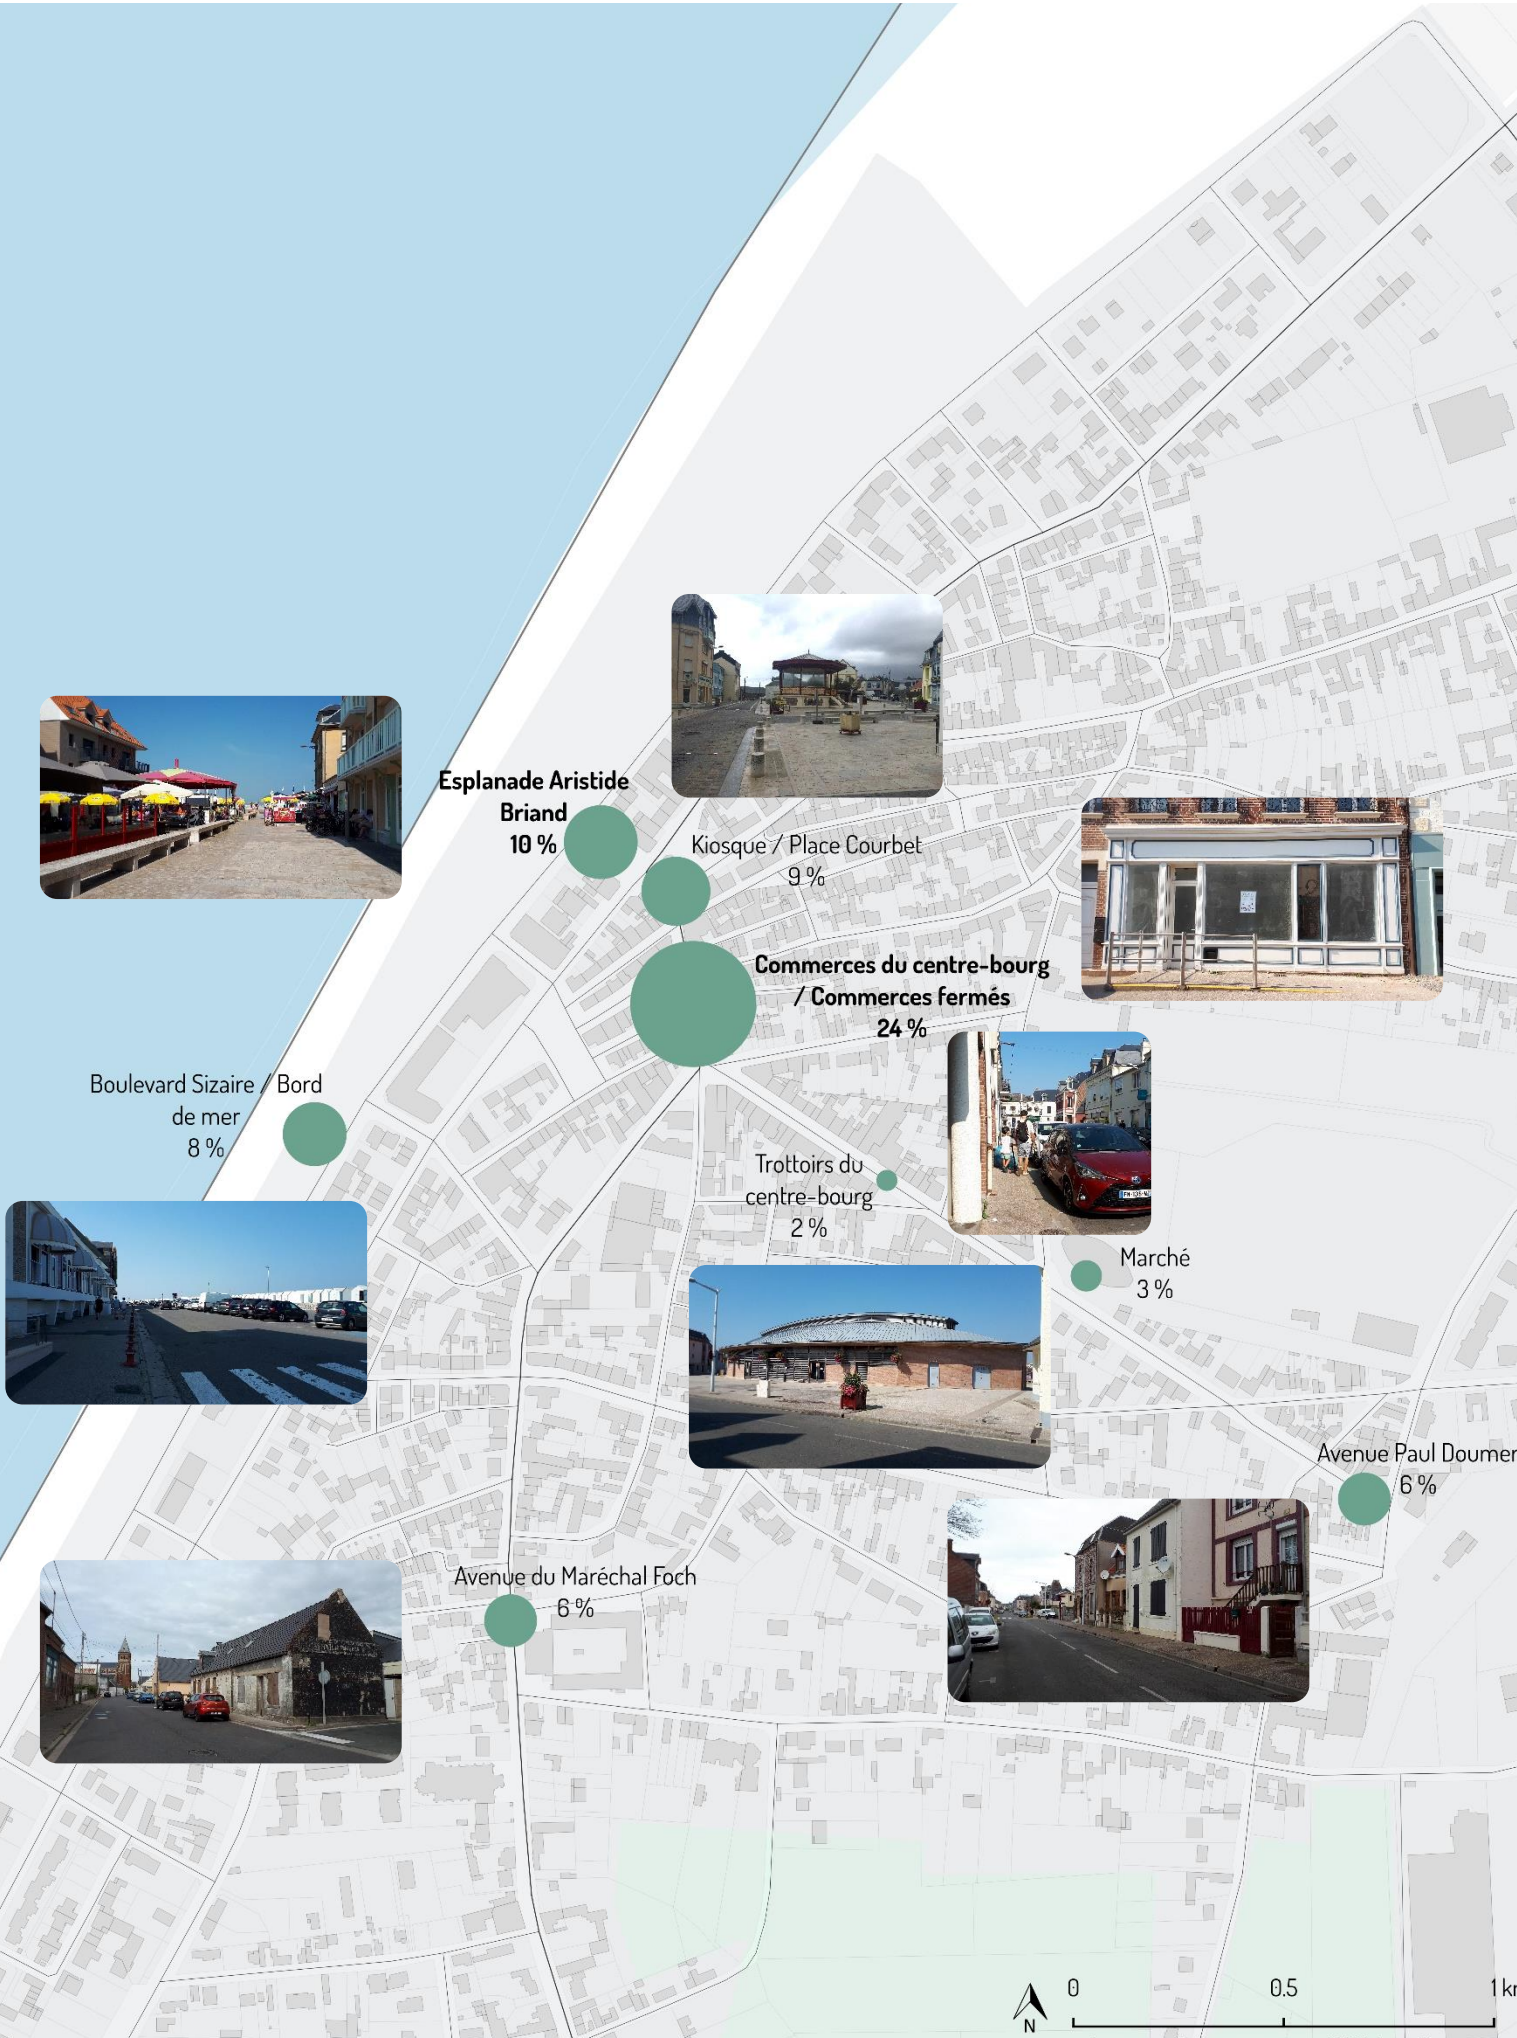 Esplanade Aristide
Briand
10 %
Kiosque / Place Courbet
9 %
Commerces du centre-bourg
/ Commerces fermés
24 %
Boulevard Sizaire / Bord
de mer
8 %
Trottoirs du
centre-bourg
2 %
Marché
3 %
Avenue Paul Doumer
6 %
Avenue du Maréchal Foch
6 %
N
0
0.5
1 km